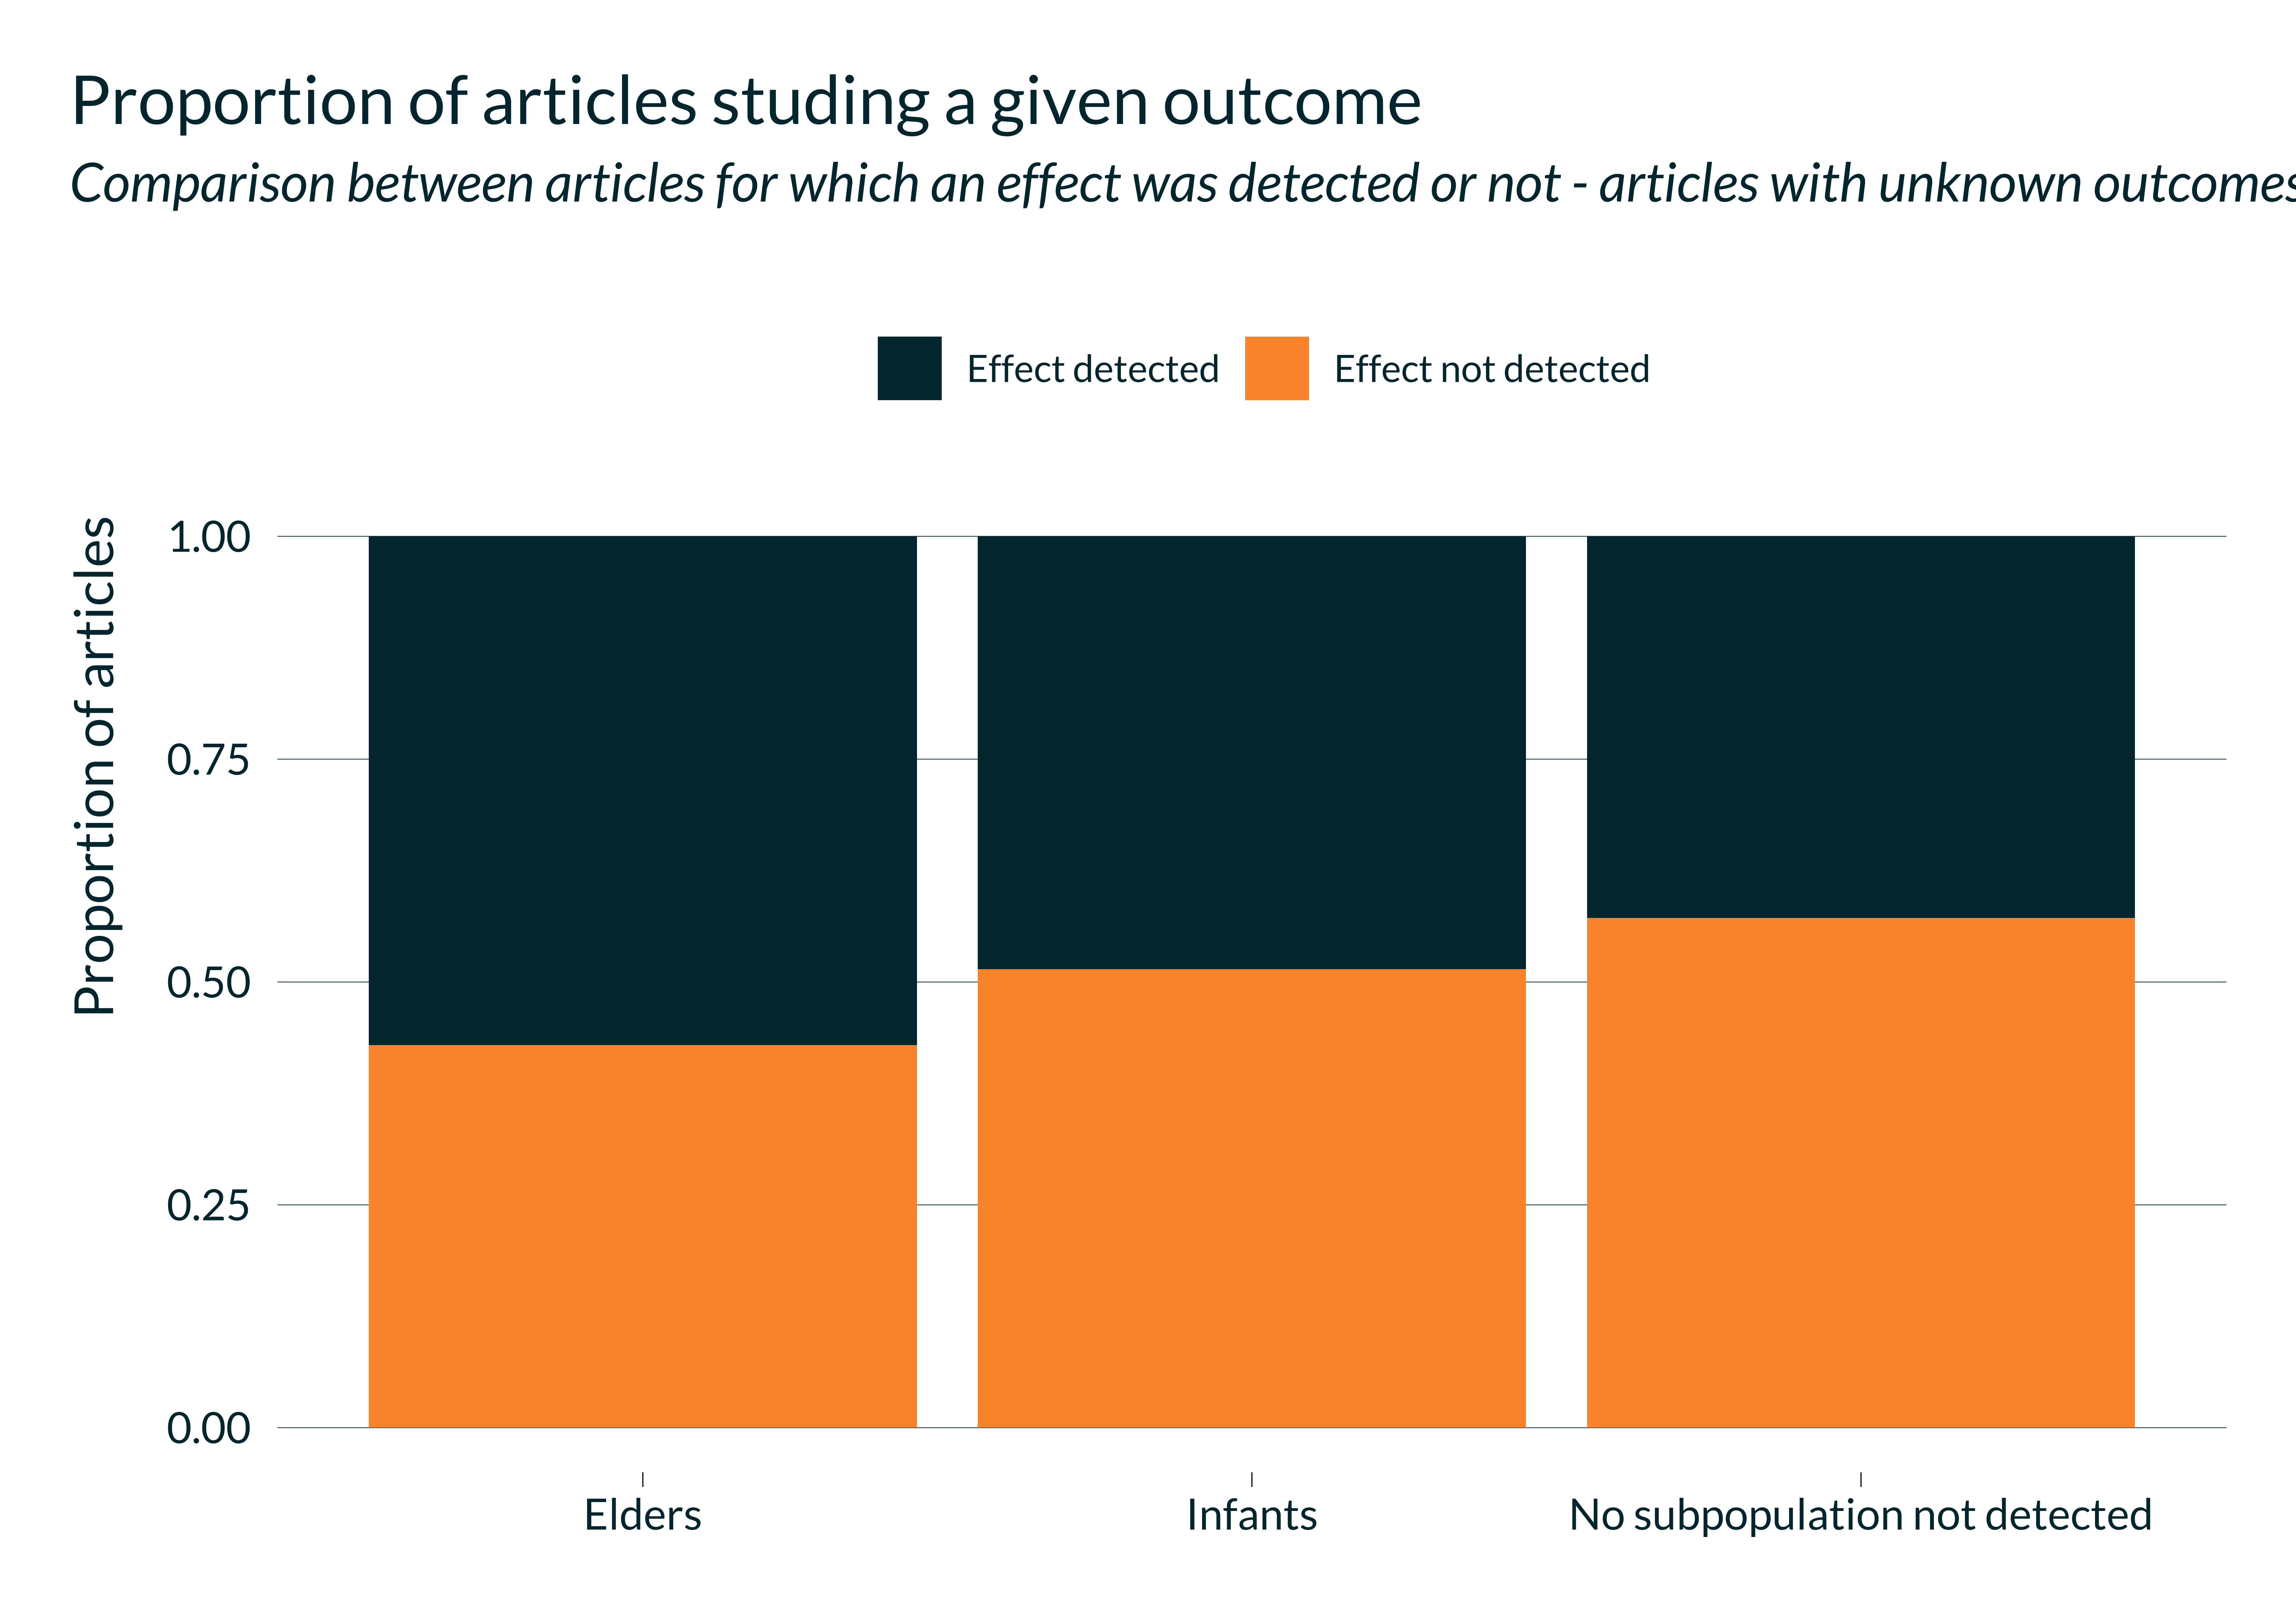 Proportion of articles studing a given outcome
Comparison between articles for which an effect was detected or not - articles with unknown outcomes
Effect detected
Effect not detected
Proportion of articles
1.00
0.75
0.50
0.25
0.00
Elders
Infants
No subpopulation not detected